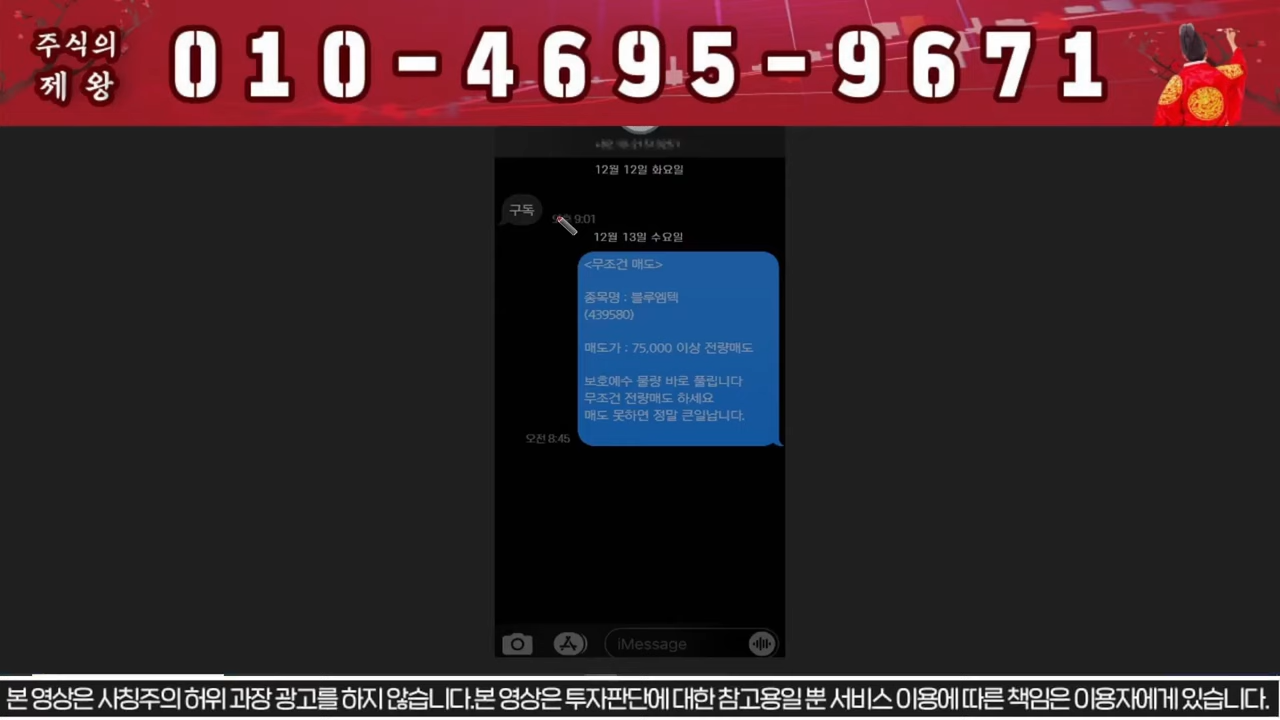 주식의
제 왕
010-4695-9671
12월 12일 화요일
구독
9:01
12월 13일 수요일
<무조건 매도>
종목명 : 블루엠텍
(439580)
매도가 : 75,000 이상 전량매도
보호예수 물량 바로 풀립니다
무조건 전량매도 하세요
매도 못하면 정말 큰일납니다.
오전 8:45
iMessage
본 영상은 사칭주의 허위 과장 광고를 하지 않습니다.본 영상은 투자판단에 대한 참고용일 뿐 서비스 이용에 따른 책임은 이용자에게 있습니다.